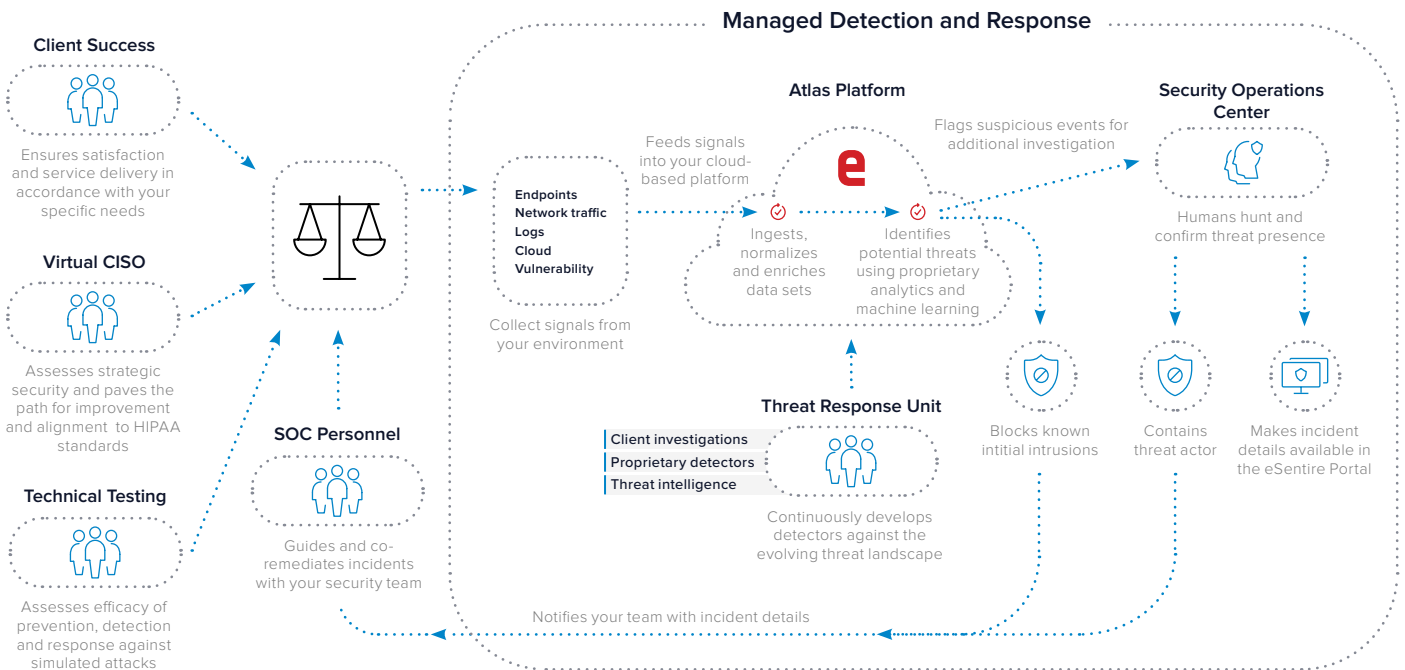 Managed Detection and Response
Client Success
Ensures satisfaction
and service delivery in
accordance with your
specific needs
Virtual CISO
Assesses strategic
security and paves the
path for improvement
and alignment to HIPAA
standards
Technical Testing
Assesses efficacy of
prevention, detection
and response against
simulated attacks
SOC Personnel
Guides and co-
remediates incidents
with your security team
Endpoints
Network traffic
Logs
Cloud
Vulnerability
Collect signals from
your environment
Feeds signals
into your cloud-
based platform
Atlas Platform
e
Ingests,
normalizes
and enriches
data sets
Identifies
potential threats
using proprietary
analytics and
machine learning
Flags suspicious events for
additional investigation
Security Operations
Center
Humans hunt and
confirm threat presence
Threat Response Unit
Client investigations
Proprietary detectors
Threat intelligence
Continuously develops
detectors against the
evolving threat landscape
Blocks known
intitial intrusions
Contains
threat actor
Makes incident
details available in
the eSentire Portal
Notifies your team with incident details